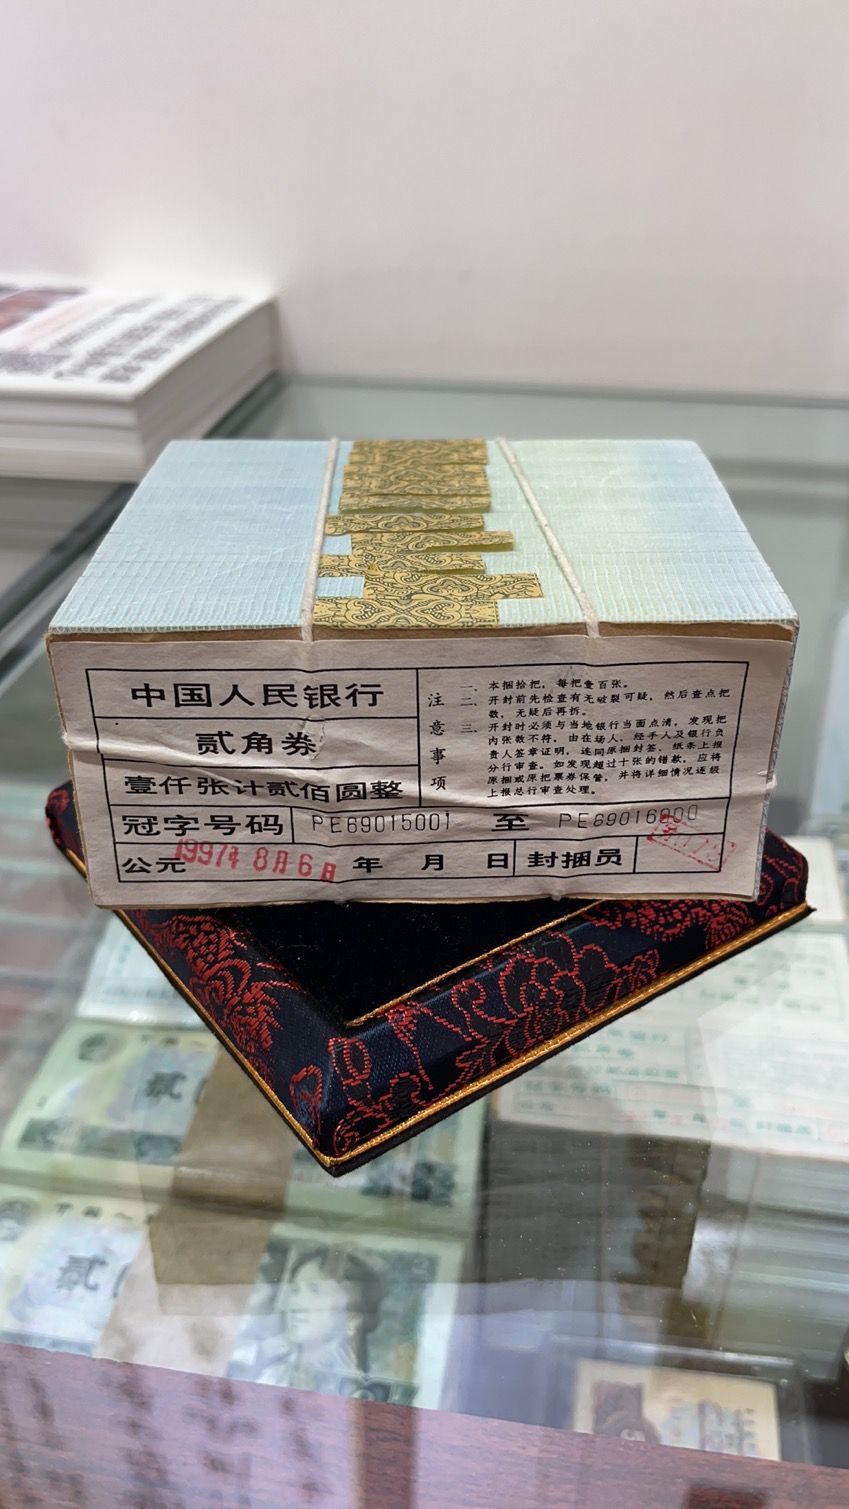 中国人民银行
贰角券
壹仟张计贰佰圆整
注意事项
一、本捆拾把，每把壹百张。
二、开封前先检查有无破裂可疑，然后查点把
数，无疑后再拆。
三、开封时必须与当地银行当面点清，发现把
内张数不符，由在场人、经手人及银行负
责人签章证明，连同原捆封签、纸条上报
分行审查。如发现超过十张的错款，应将
原捆或原把票券保管，并将详细情况逐级
上报总行审查处理。
冠字号码 PE69015001 至 PE69016000
公元 1997年8月6日 年 月 日 封捆员
贰
贰